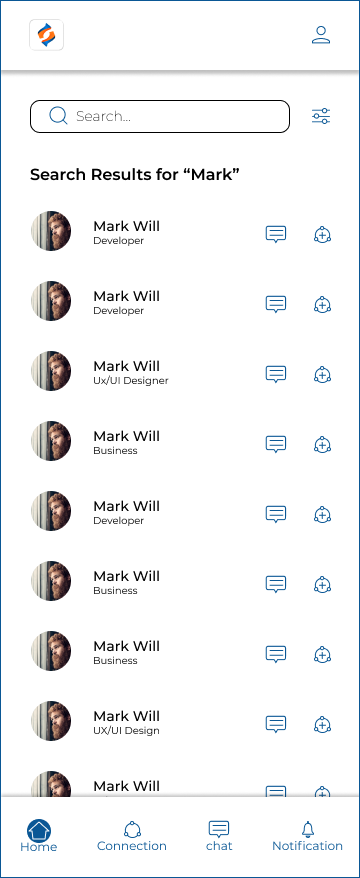 Search...
Search Results for “Mark”
Mark Will
Developer
Mark Will
Developer
Mark Will
Ux/UI Designer
Mark Will
Business
Mark Will
Developer
Mark Will
Business
Mark Will
Business
Mark Will
UX/UI Design
Mark Will
Home
Connection
chat
Notification